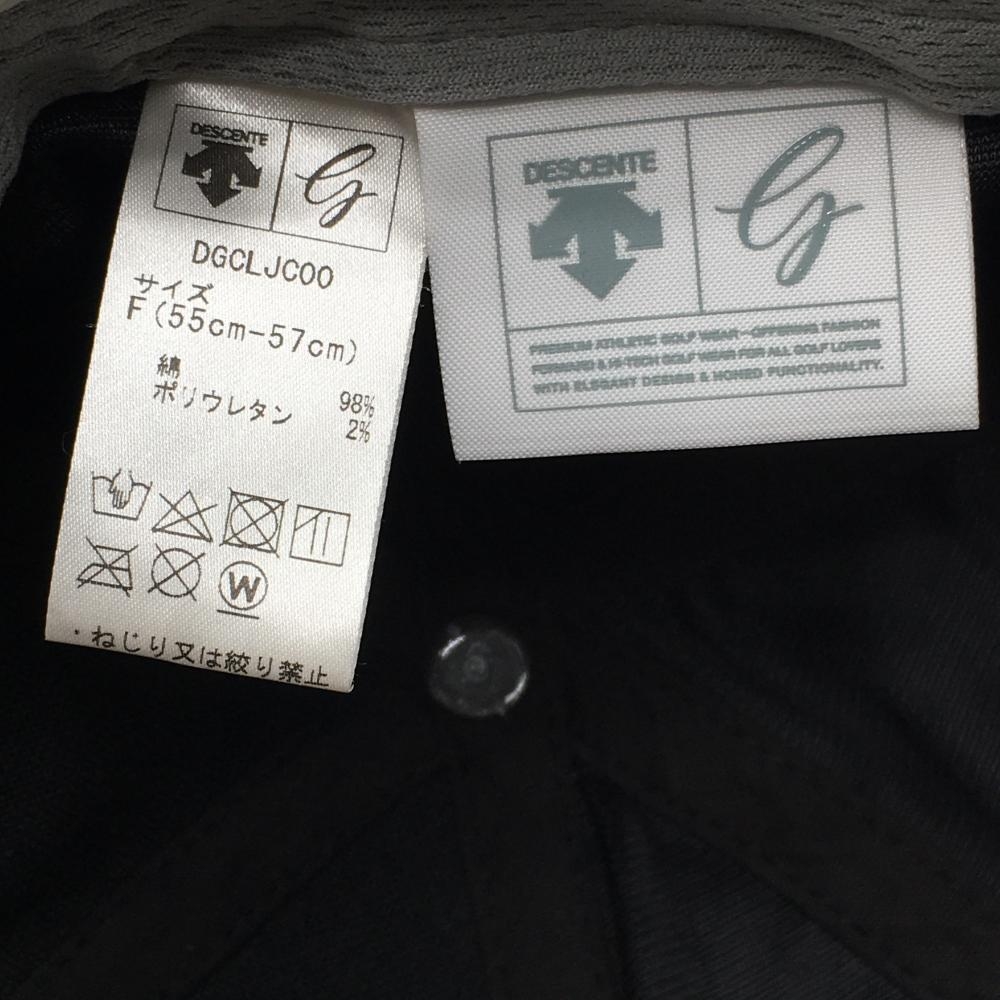 DESCENTE
DGCLJC00
サイズ
F(55cm-57cm)
綿 98%
ポリウレタン 2%
W
・ねじり又は絞り禁止
DESCENTE
PREMIUM ATHLETIC GOLF WEAR-OFFERING FASHION
FORWARD & HI-TECH GOLF WEAR FOR ALL GOLF LOVERS
WITH ELEGANT DESIGN & HONED FUNCTIONALITY.